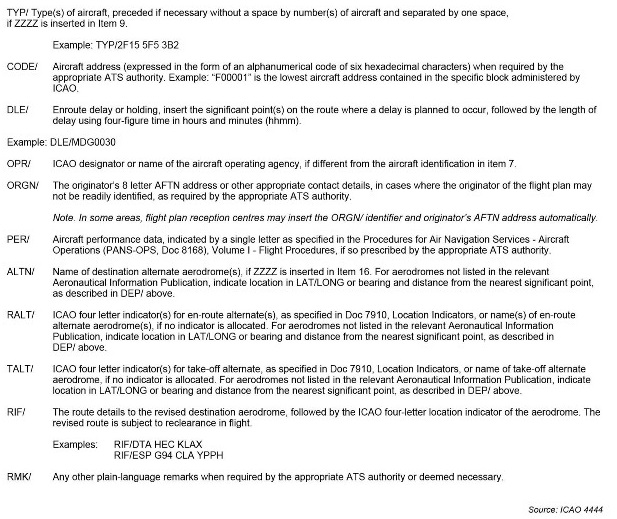 TYP/ Type(s) of aircraft, preceded if necessary without a space by number(s) of aircraft and separated by one space,
if ZZZZ is inserted in Item 9.
Example: TYP/2F15 5F5 3B2
CODE/ Aircraft address (expressed in the form of an alphanumerical code of six hexadecimal characters) when required by the
appropriate ATS authority. Example: “F00001” is the lowest aircraft address contained in the specific block administered by
ICAO.
DLE/ Enroute delay or holding, insert the significant point(s) on the route where a delay is planned to occur, followed by the length of
delay using four-figure time in hours and minutes (hhmm).
Example: DLE/MDG0030
OPR/ ICAO designator or name of the aircraft operating agency, if different from the aircraft identification in item 7.
ORGN/ The originator's 8 letter AFTN address or other appropriate contact details, in cases where the originator of the flight plan may
not be readily identified, as required by the appropriate ATS authority.
Note. In some areas, flight plan reception centres may insert the ORGN/ identifier and originator's AFTN address automatically.
PER/ Aircraft performance data, indicated by a single letter as specified in the Procedures for Air Navigation Services - Aircraft
Operations (PANS-OPS, Doc 8168), Volume I - Flight Procedures, if so prescribed by the appropriate ATS authority.
ALTN/ Name of destination alternate aerodrome(s), if ZZZZ is inserted in Item 16. For aerodromes not listed in the relevant
Aeronautical Information Publication, indicate location in LAT/LONG or bearing and distance from the nearest significant point,
as described in DEP/ above.
RALT/ ICAO four letter indicator(s) for en-route alternate(s), as specified in Doc 7910, Location Indicators, or name(s) of en-route
alternate aerodrome(s), if no indicator is allocated. For aerodromes not listed in the relevant Aeronautical Information
Publication, indicate location in LAT/LONG or bearing and distance from the nearest significant point, as described in
DEP/ above.
TALT/ ICAO four letter indicator(s) for take-off alternate, as specified in Doc 7910, Location Indicators, or name of take-off alternate
aerodrome, if no indicator is allocated. For aerodromes not listed in the relevant Aeronautical Information Publication, indicate
location in LAT/LONG or bearing and distance from the nearest significant point, as described in DEP/ above.
RIF/ The route details to the revised destination aerodrome, followed by the ICAO four-letter location indicator of the aerodrome. The
revised route is subject to reclearance in flight.
Examples: RIF/DTA HEC KLAX
RIF/ESP G94 CLA YPPH
RMK/ Any other plain-language remarks when required by the appropriate ATS authority or deemed necessary.
Source: ICAO 4444